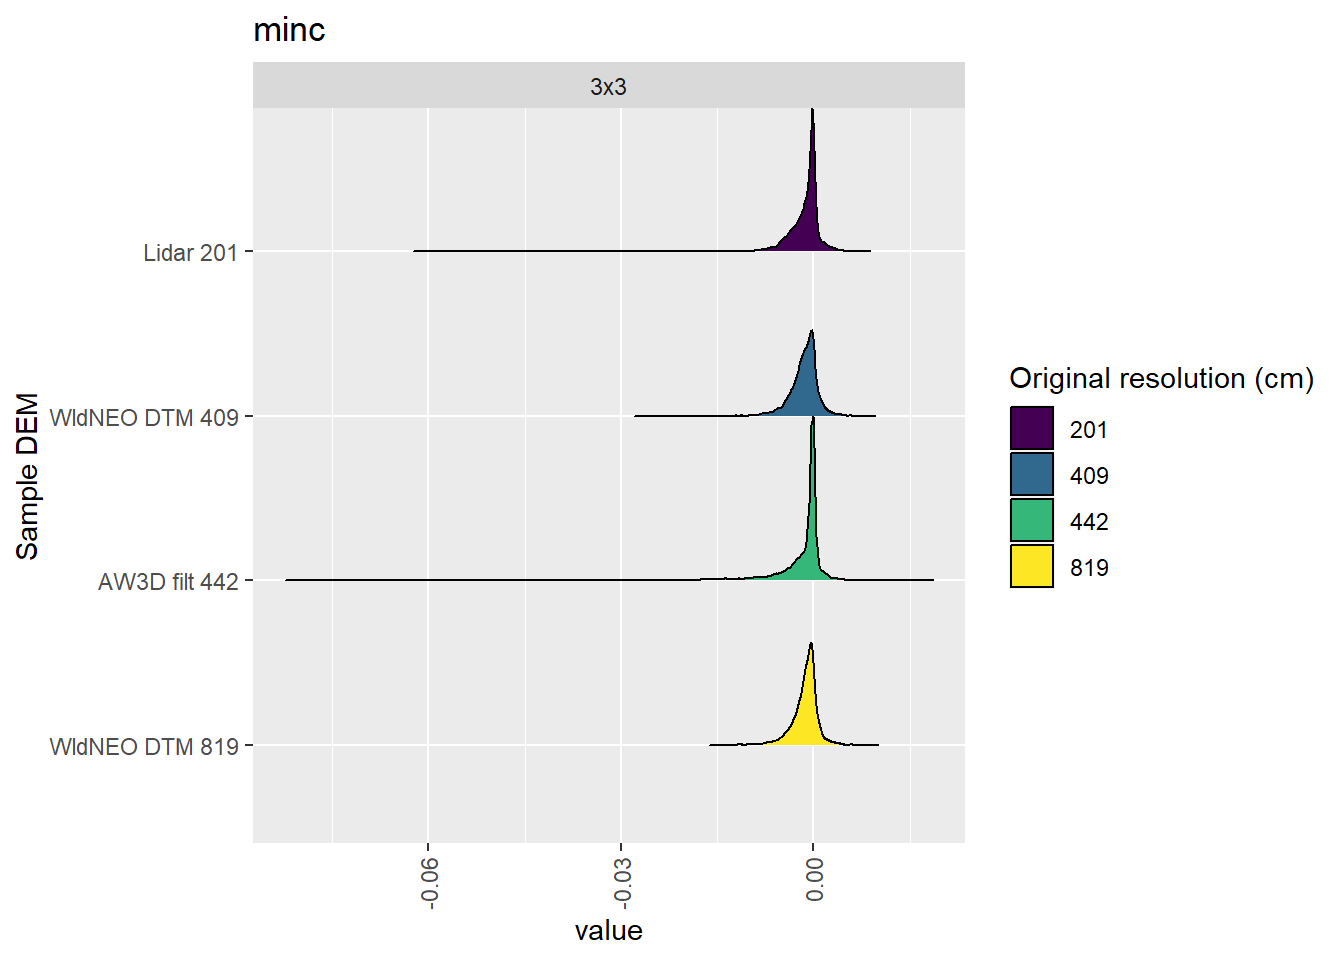 minc
3x3
Lidar 201
WldNEO DTM 409
AW3D filt 442
WldNEO DTM 819
Sample DEM
-0.06
-0.03
0.00
value
Original resolution (cm)
201
409
442
819